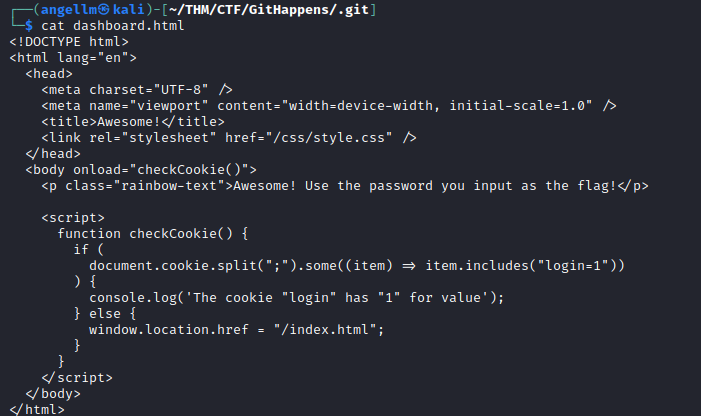 ┌──(angellm㉿kali)-[~/THM/CTF/GitHappens/.git]
└─$ cat dashboard.html
<!DOCTYPE html>
<html lang="en">
  <head>
    <meta charset="UTF-8" />
    <meta name="viewport" content="width=device-width, initial-scale=1.0" />
    <title>Awesome!</title>
    <link rel="stylesheet" href="/css/style.css" />
  </head>
  <body onload="checkCookie()">
    <p class="rainbow-text">Awesome! Use the password you input as the flag!</p>

    <script>
      function checkCookie() {
        if (
          document.cookie.split(";").some((item) => item.includes("login=1"))
        ) {
          console.log('The cookie "login" has "1" for value');
        } else {
          window.location.href = "/index.html";
        }
      }
    </script>
  </body>
</html>